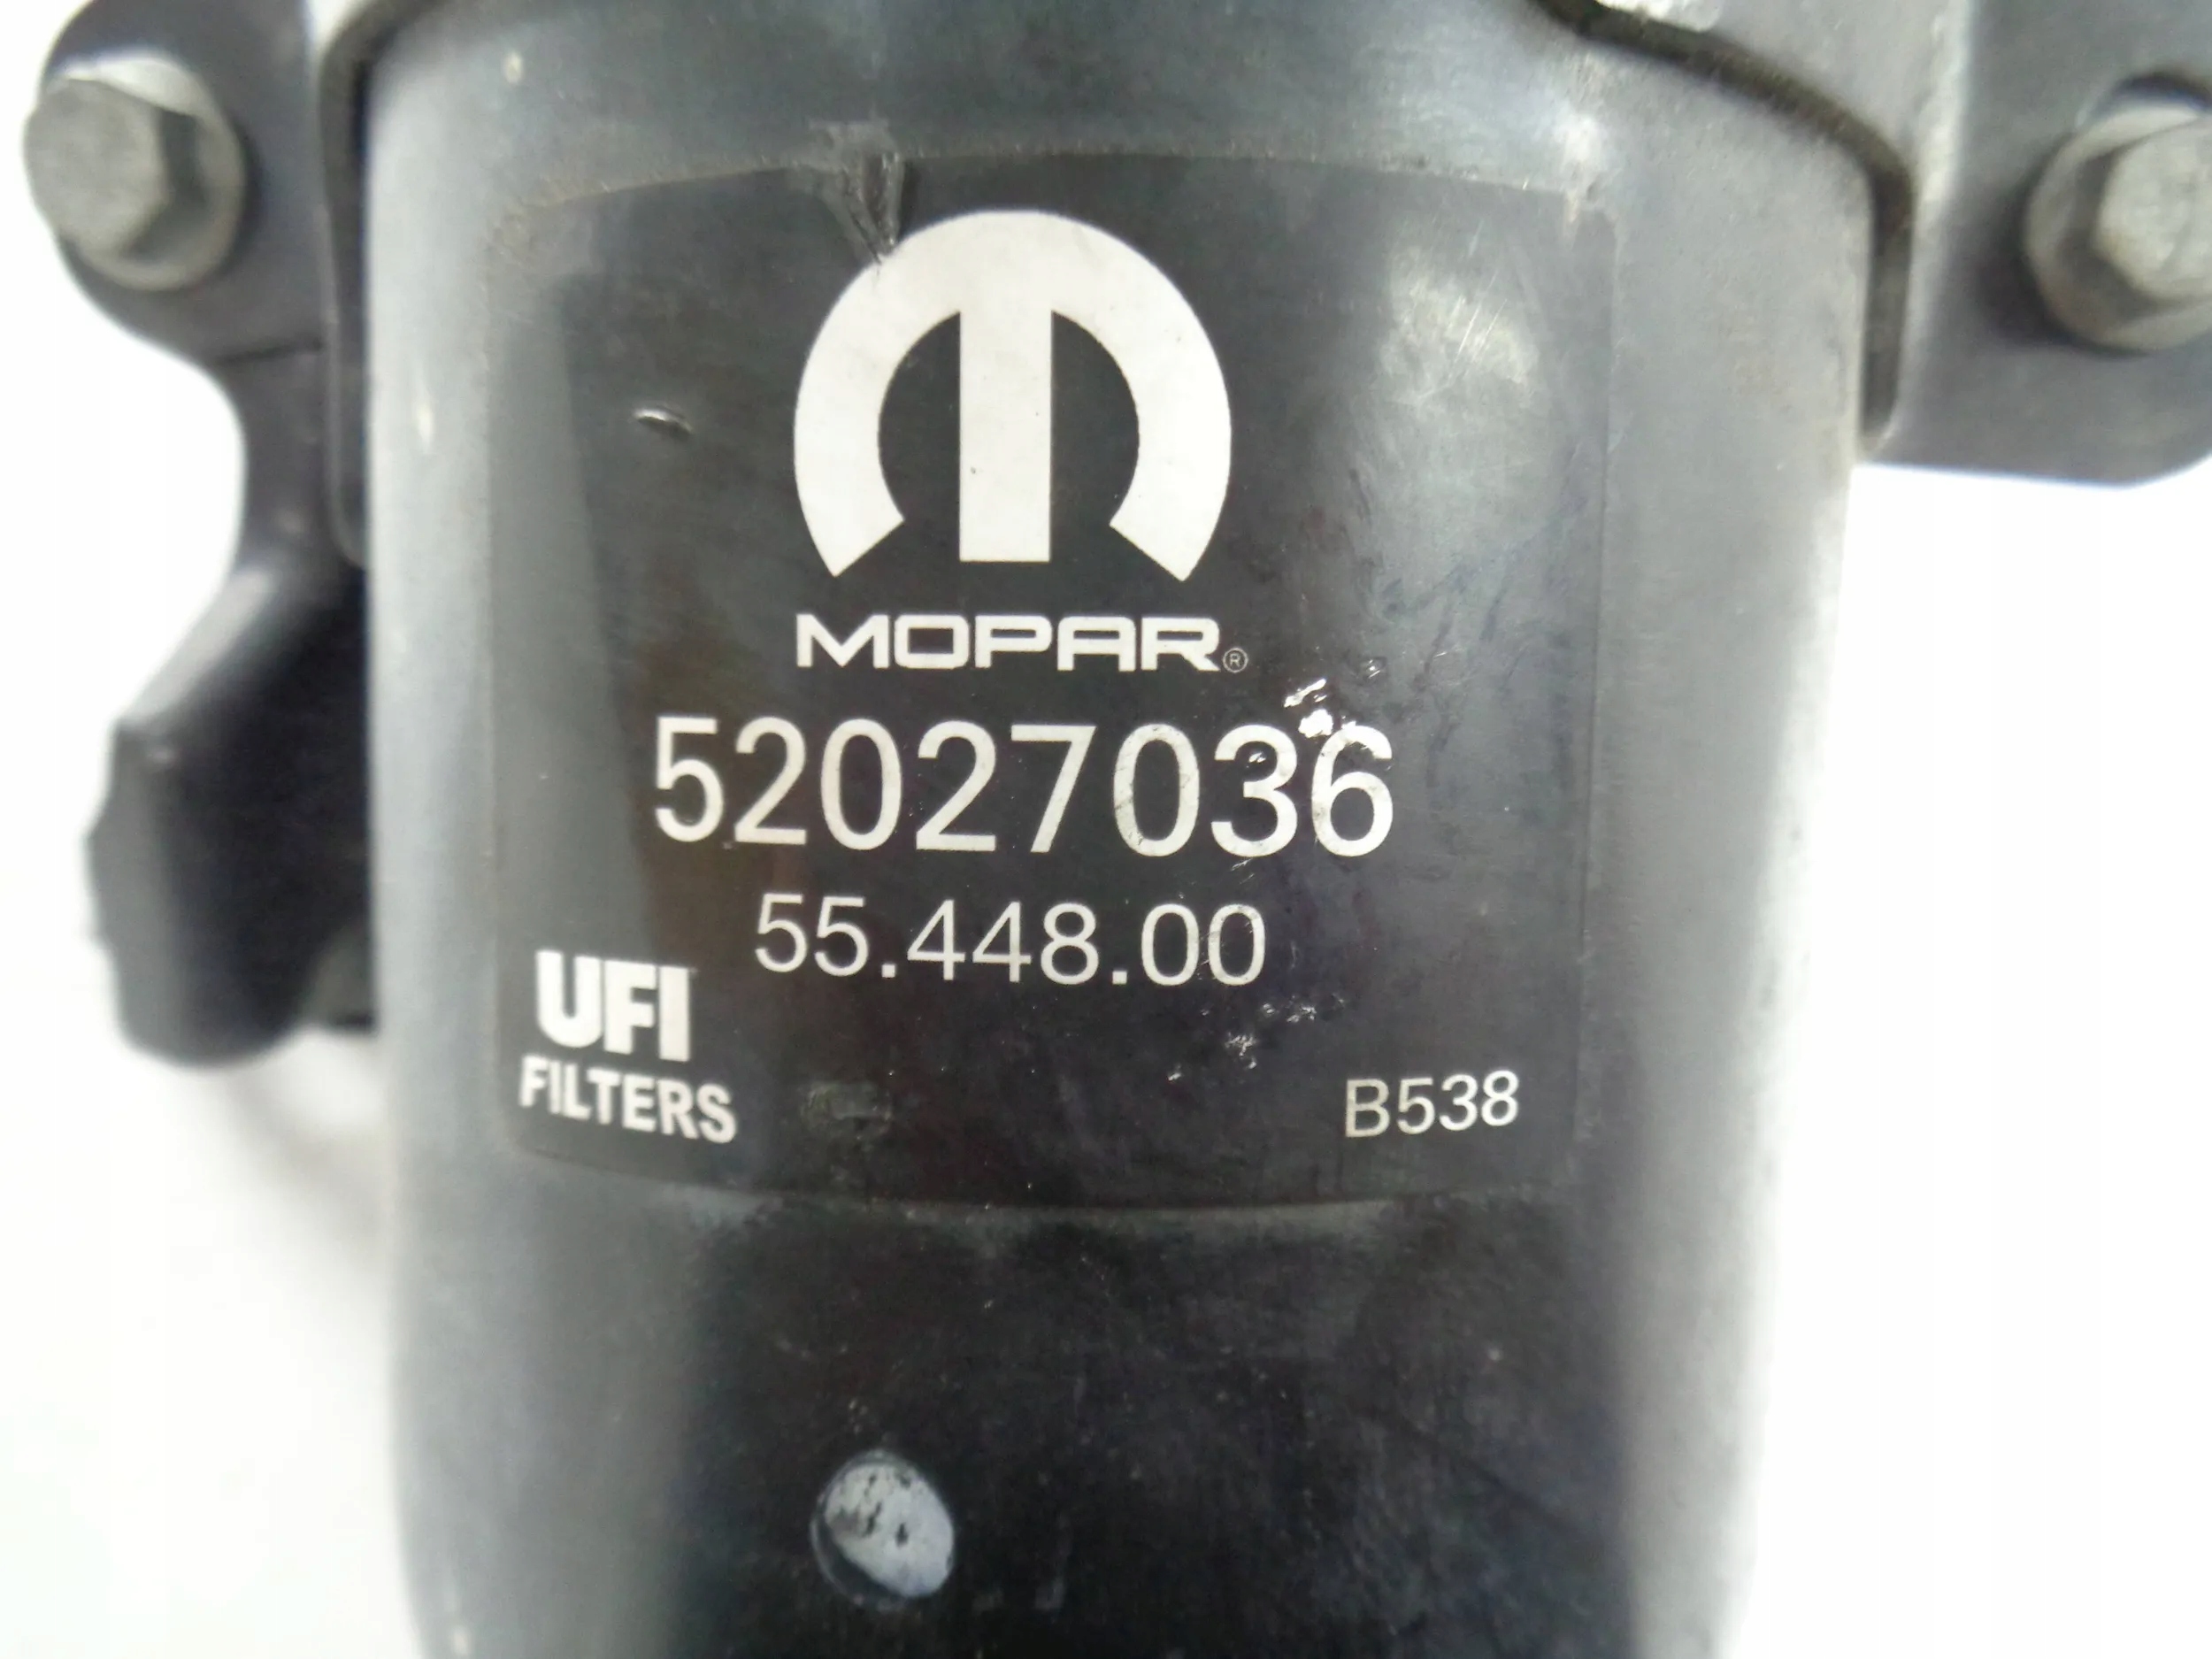 MOPAR®
52027036
55.448.00
UFI
FILTERS
B538